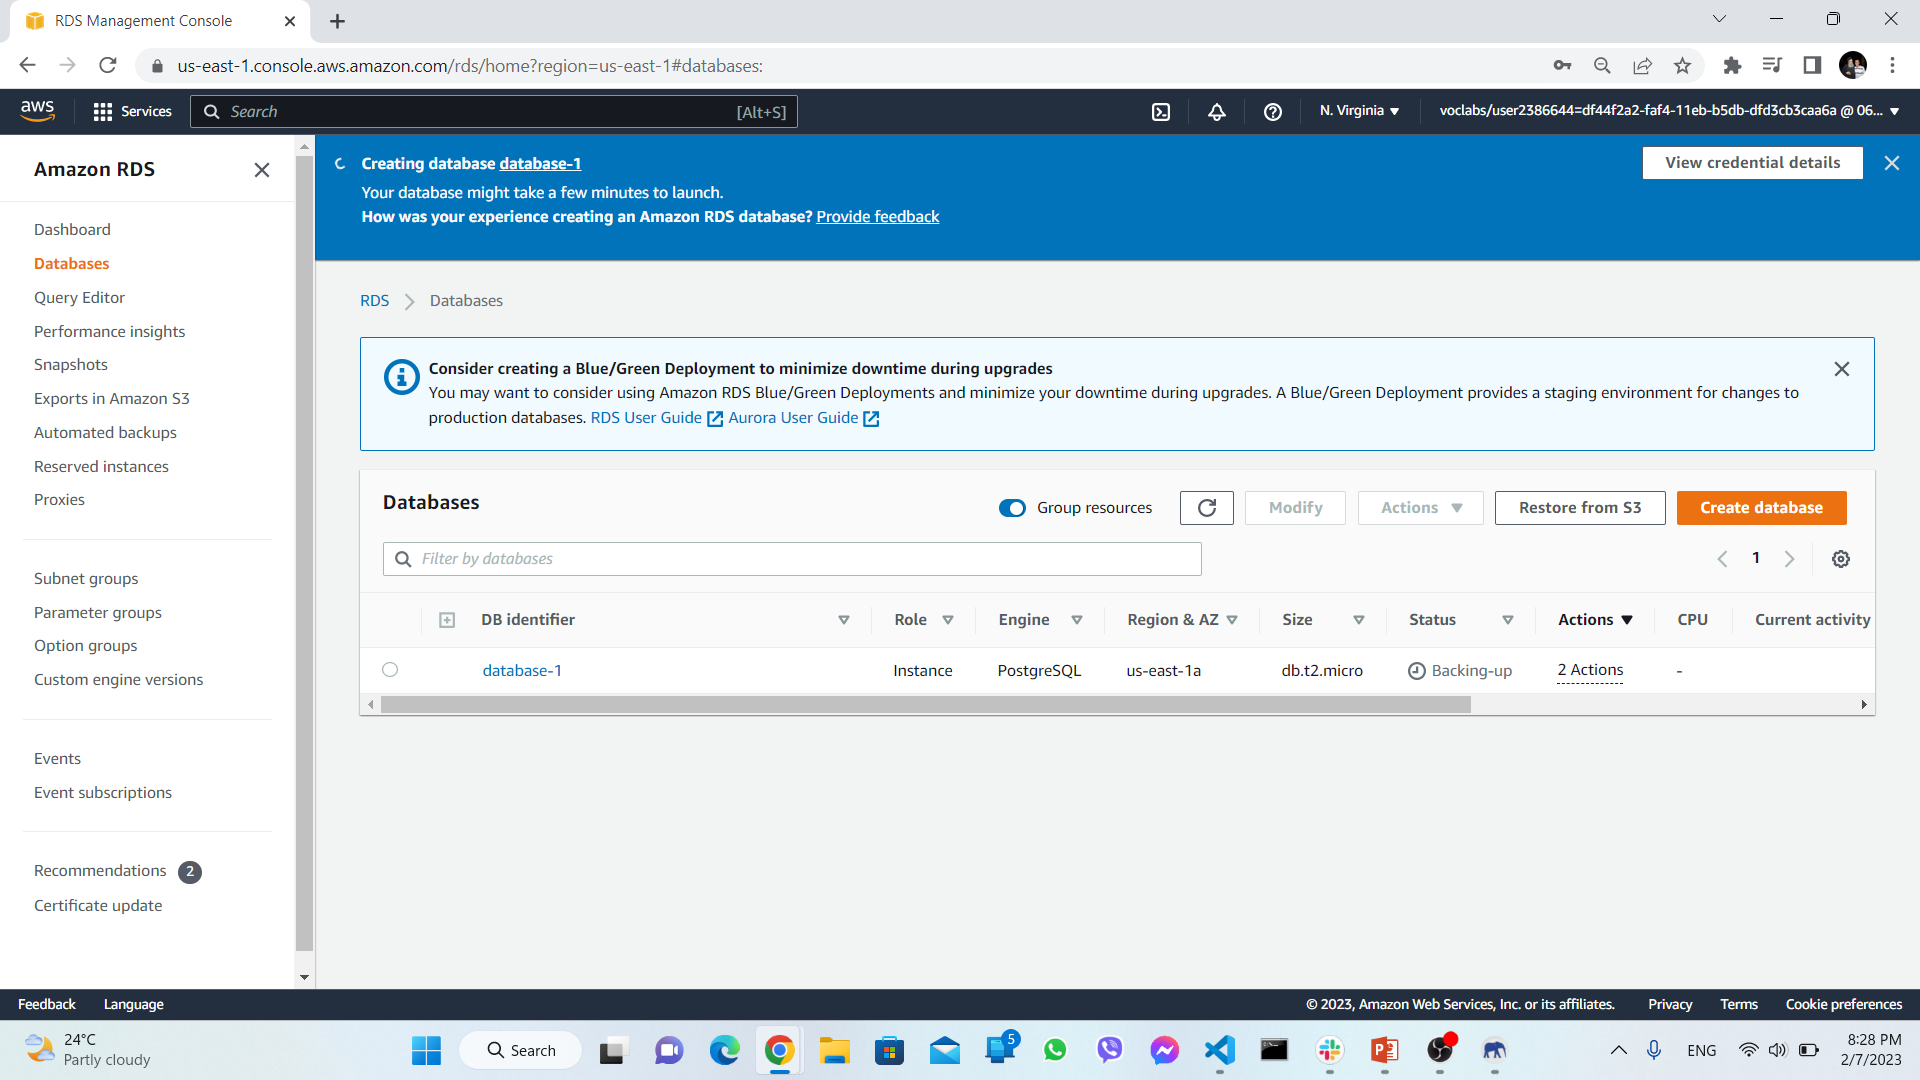 RDS Management Console
us-east-1.console.aws.amazon.com/rds/home?region=us-east-1#databases:
aws
Services
Search
[Alt+S]
N. Virginia
voclabs/user2386644=df44f2a2-faf4-11eb-b5db-dfd3cb3caa6a @ 06...
Amazon RDS
Dashboard
Databases
Query Editor
Performance insights
Snapshots
Exports in Amazon S3
Automated backups
Reserved instances
Proxies
Subnet groups
Parameter groups
Option groups
Custom engine versions
Events
Event subscriptions
Recommendations 2
Certificate update
Creating database database-1
Your database might take a few minutes to launch.
How was your experience creating an Amazon RDS database? Provide feedback
View credential details
RDS > Databases
Consider creating a Blue/Green Deployment to minimize downtime during upgrades
You may want to consider using Amazon RDS Blue/Green Deployments and minimize your downtime during upgrades. A Blue/Green Deployment provides a staging environment for changes to
production databases. RDS User Guide Aurora User Guide
Databases
Group resources
Modify
Actions
Restore from S3
Create database
Filter by databases
1
DB identifier Role Engine Region & AZ Size Status Actions CPU Current activity
database-1 Instance PostgreSQL us-east-1a db.t2.micro Backing-up 2 Actions -
Feedback Language
© 2023, Amazon Web Services, Inc. or its affiliates. Privacy Terms Cookie preferences
24°C
Partly cloudy
Search
5
ENG
8:28 PM
2/7/2023